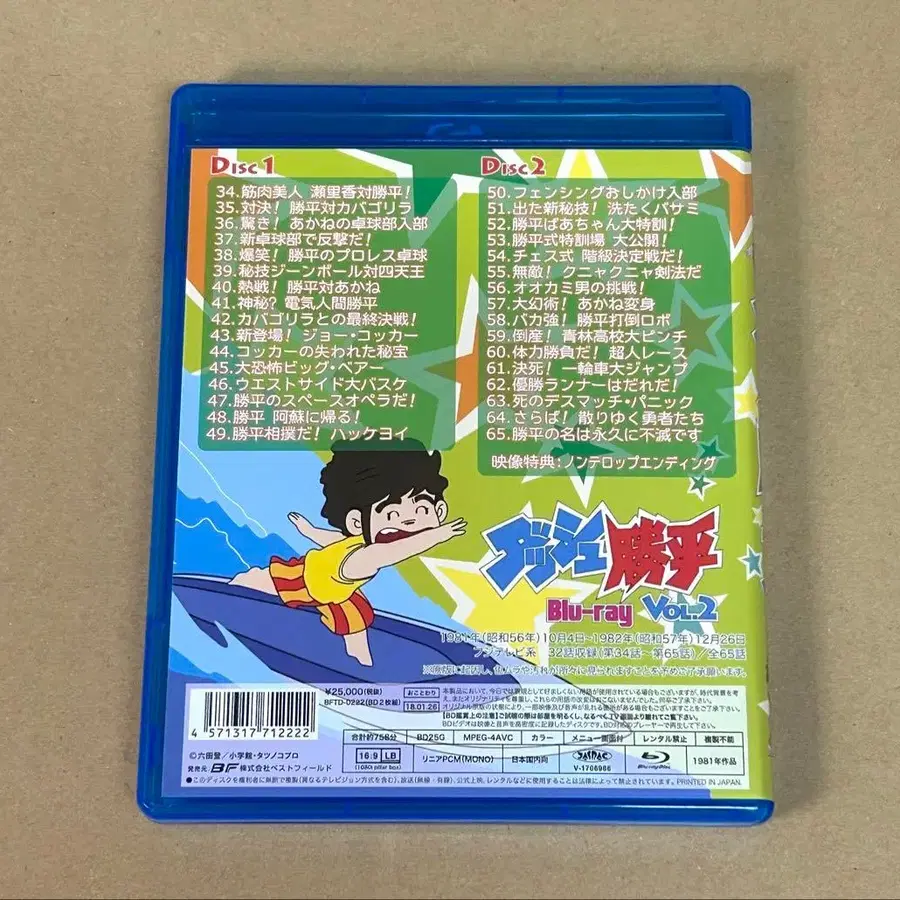 Disc 1
34.筋肉美人 瀬里香対勝平!
35.対決! 勝平対カバゴリラ
36.驚き! あかねの卓球部入部
37.新卓球部で反撃だ!
38.爆笑! 勝平のプロレス卓球
39.秘技ジーンボール対四天王
40.熱戦! 勝平対あかね
41.神秘? 電気人間勝平
42.カバゴリラとの最終決戦!
43.新登場! ジョー・コッカー
44.コッカーの失われた秘宝
45.大恐怖ビッグ・ベアー
46.ウエストサイド大バスケ
47.勝平のスペースオペラだ!
48.勝平 阿蘇に帰る!
49.勝平相撲だ! ハッケヨイ
Disc 2
50.フェンシングおしかけ入部
51.出た新秘技! 洗たくバサミ
52.勝平ばあちゃん大特訓!
53.勝平式特訓場 大公開!
54.チェス式 階級決定戦だ!
55.無敵! クニャクニャ剣法だ
56.オオカミ男の挑戦!
57.大幻術! あかね変身
58.バカ強! 勝平打倒ロボ
59.倒産! 青林高校大ピンチ
60.体力勝負だ! 超人レース
61.決死! 一輪車大ジャンプ
62.優勝ランナーはだれだ!
63.死のデスマッチ・パニック
64.さらば! 散りゆく勇者たち
65.勝平の名は永久に不滅です
映像特典:ノンテロップエンディング
ダッシュ勝平
Blu-ray VOL.2
1981年(昭和56年)10月4日~1982年(昭和57年)12月26日
フジテレビ系 32話収録(第34話~第65話)/全65話
¥25,000(税抜)
BFTD-0222(BD2枚組)
おことわり
18.01.26
4 571317 712222
合計約758分 BD25G MPEG-4AVC カラー メニュー画面付 レンタル禁止 複製不能
16:9 LB
(1080i pillar box)
リニアPCM(MONO) 日本国内向
V-1706986
Blu-ray Disc
1981年作品
©六田登/小学館・タツノコプロ
発売元 BF株式会社ベストフィールド
PRINTED IN JAPAN